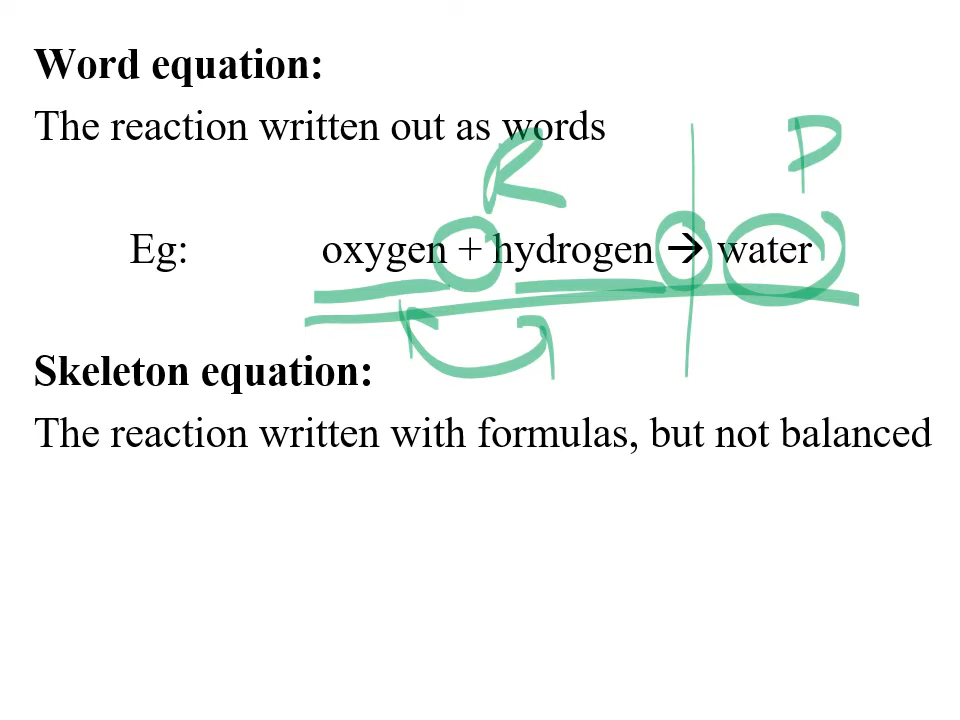 Word equation:
The reaction written out as words
R P
Eg: oxygen + hydrogen → water
Skeleton equation:
The reaction written with formulas, but not balanced